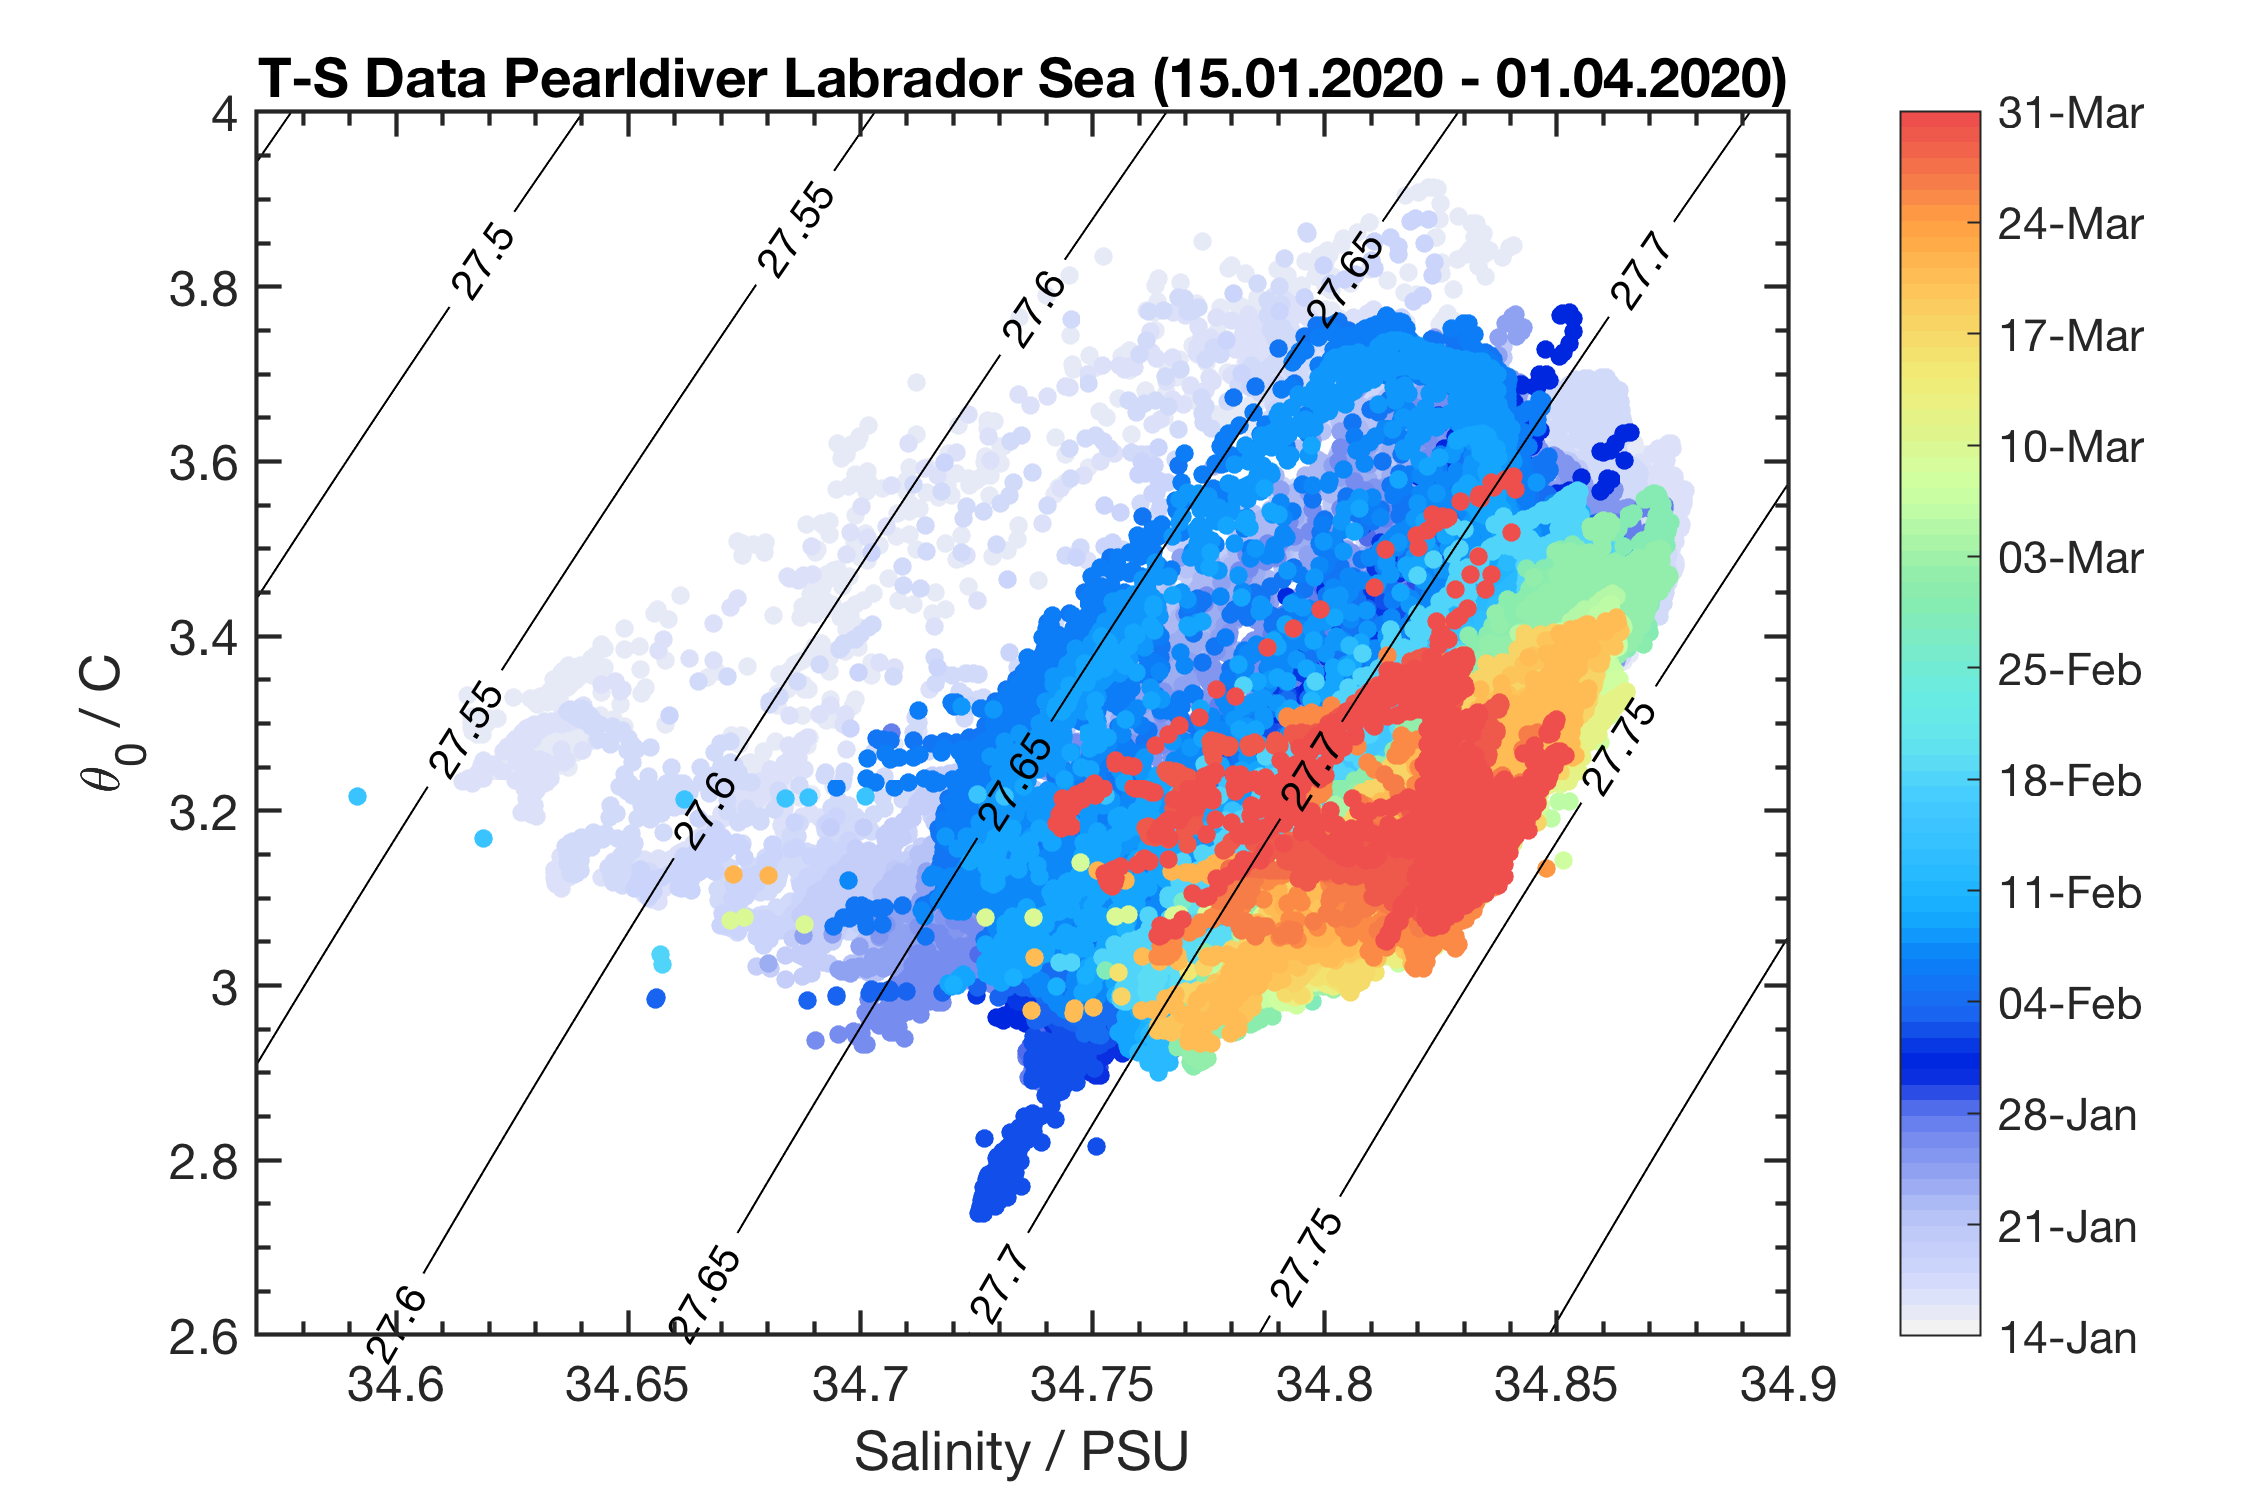 T-S Data Pearldiver Labrador Sea (15.01.2020 - 01.04.2020)
4
3.8
3.6
3.4
3.2
3
2.8
2.6
θ0 / C
34.6
34.65
34.7
34.75
34.8
34.85
34.9
Salinity / PSU
27.5
27.55
27.6
27.65
27.7
27.55
27.6
27.65
27.7
27.75
27.6
27.65
27.7
27.75
31-Mar
24-Mar
17-Mar
10-Mar
03-Mar
25-Feb
18-Feb
11-Feb
04-Feb
28-Jan
21-Jan
14-Jan